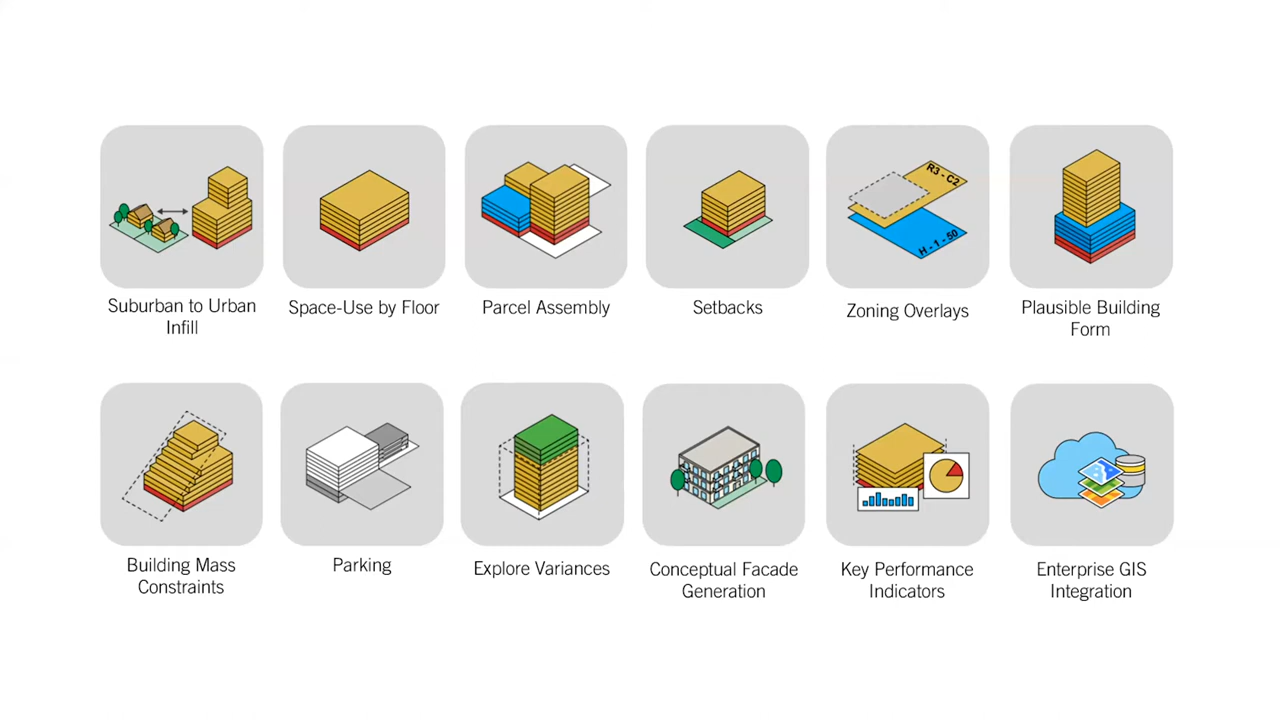 R3 - C2
H - 1 - 50
Suburban to Urban
Infill
Space-Use by Floor
Parcel Assembly
Setbacks
Zoning Overlays
Plausible Building
Form
Building Mass
Constraints
Parking
Explore Variances
Conceptual Facade
Generation
Key Performance
Indicators
Enterprise GIS
Integration